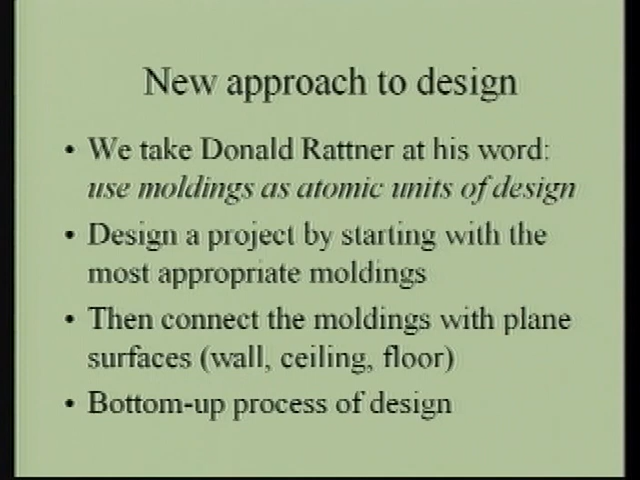 New approach to design
• We take Donald Rattner at his word:
use moldings as atomic units of design
• Design a project by starting with the
most appropriate moldings
• Then connect the moldings with plane
surfaces (wall, ceiling, floor)
• Bottom-up process of design